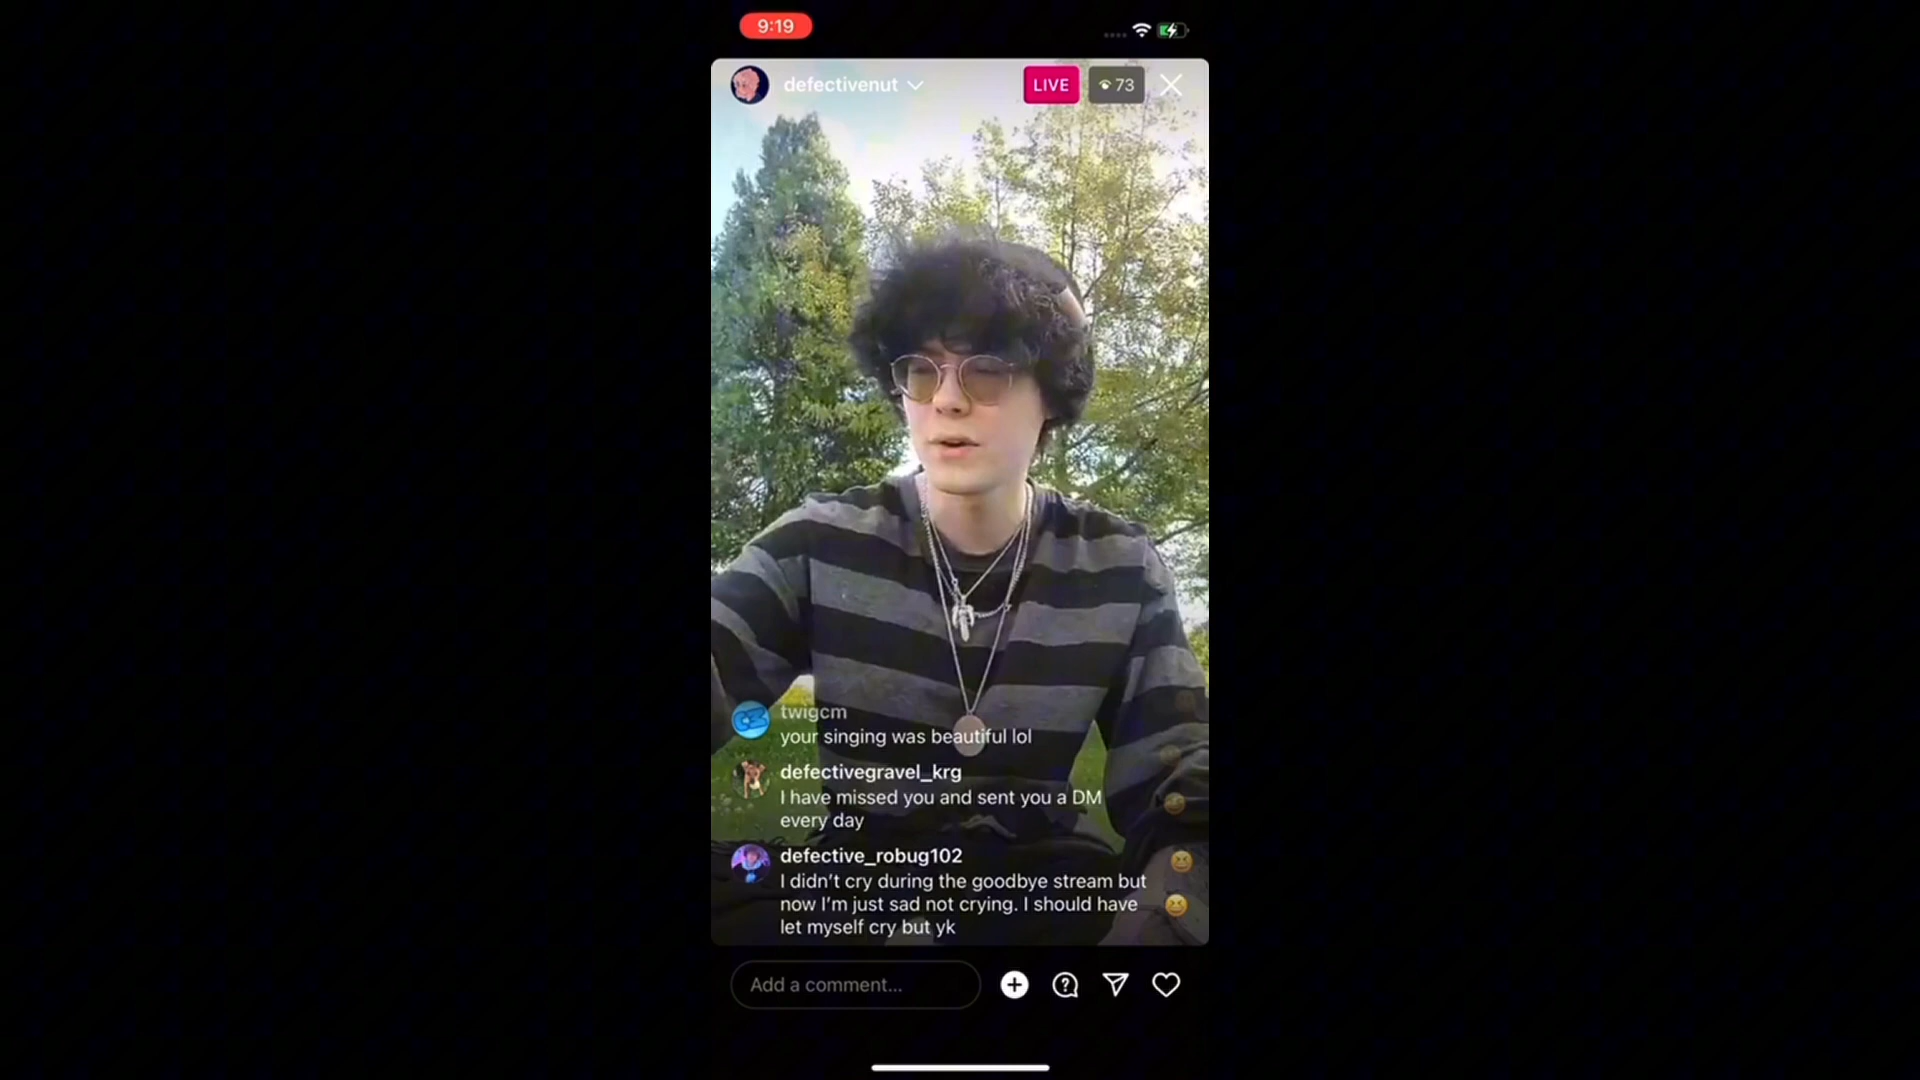 9:19
defectivenut
LIVE
73
twigcm
your singing was beautiful lol
defectivegravel_krg
I have missed you and sent you a DM
every day
defective_robug102
I didn’t cry during the goodbye stream but
now I’m just sad not crying. I should have
let myself cry but yk
Add a comment...